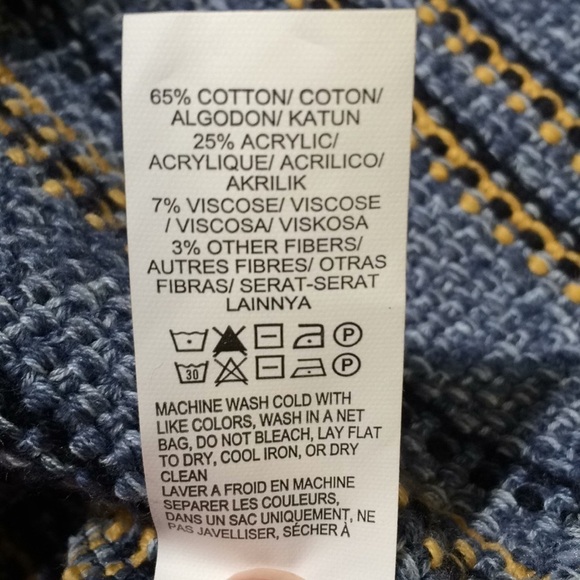 65% COTTON/ COTON/
ALGODON/ KATUN
25% ACRYLIC/
ACRYLIQUE/ ACRILICO/
AKRILIK
7% VISCOSE/ VISCOSE
/ VISCOSA/ VISKOSA
3% OTHER FIBERS/
AUTRES FIBRES/ OTRAS
FIBRAS/ SERAT-SERAT
LAINNYA
P
30 P
MACHINE WASH COLD WITH
LIKE COLORS, WASH IN A NET
BAG, DO NOT BLEACH, LAY FLAT
TO DRY, COOL IRON, OR DRY
CLEAN
LAVER A FROID EN MACHINE
SEPARER LES COULEURS,
DANS UN SAC UNIQUEMENT, NE
PAS JAVELLISER, SÉCHER À